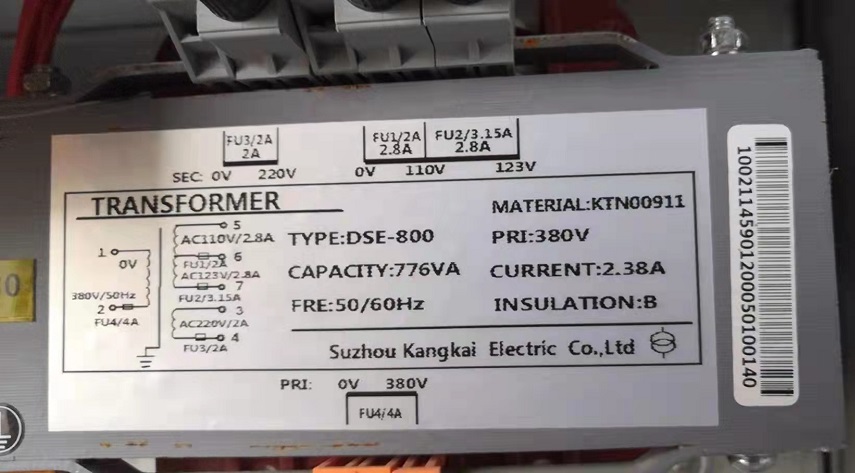 FU3/2A
2A
FU1/2A
2.8A
FU2/3.15A
2.8A
SEC: 0V 220V 0V 110V 123V
TRANSFORMER
MATERIAL:KTN00911
1 0V
380V/50Hz
2
FU4/4A
5
AC110V/2.8A
6
FU1/2A
AC123V/2.8A
7
FU2/3.15A
3
AC220V/2A
4
FU3/2A
TYPE:DSE-800 PRI:380V
CAPACITY:776VA CURRENT:2.38A
FRE:50/60Hz INSULATION:B
Suzhou Kangkai Electric Co.,Ltd
PRI: 0V 380V
FU4/4A